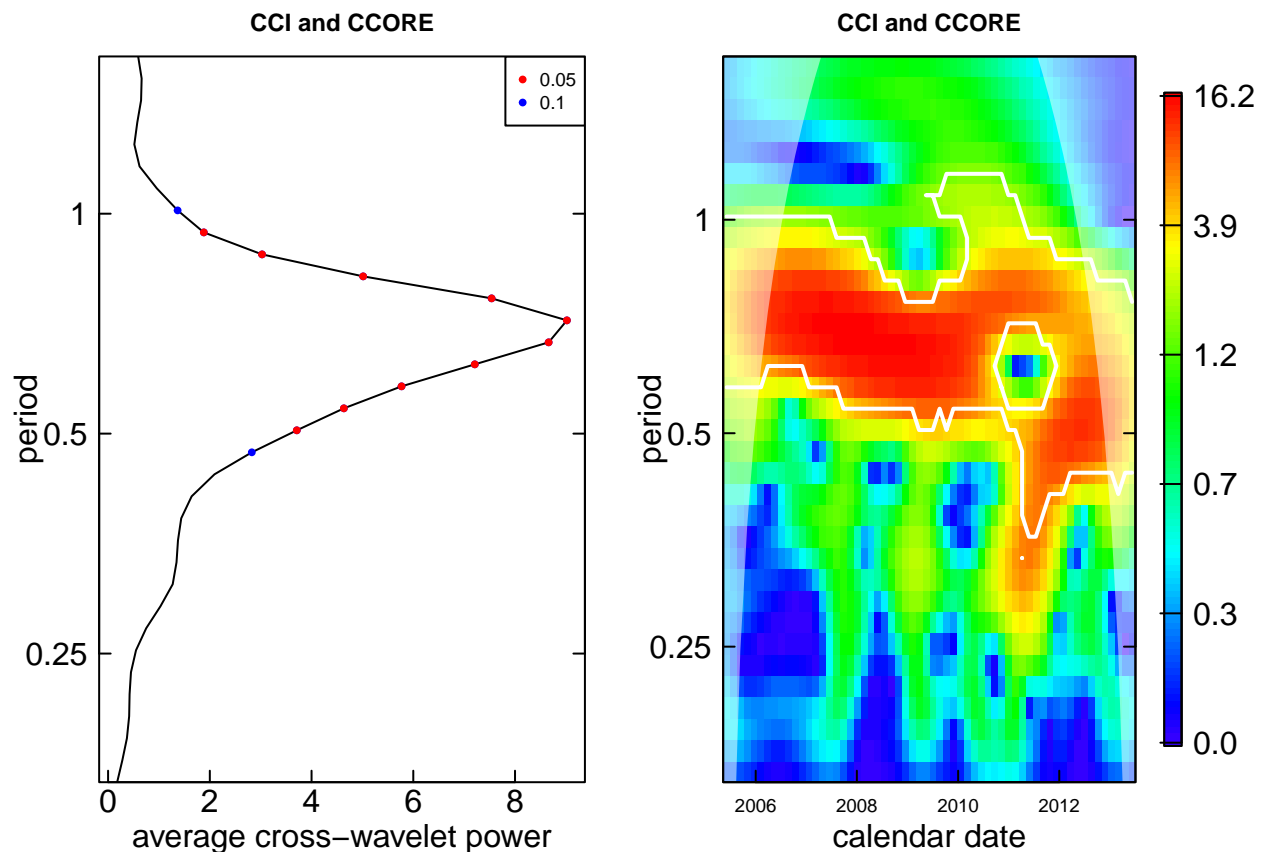 CCI and CCORE
0.05
0.1
1
0.5
0.25
period
0 2 4 6 8
average cross−wavelet power
CCI and CCORE
1
0.5
0.25
period
2006 2008 2010 2012
calendar date
16.2
3.9
1.2
0.7
0.3
0.0